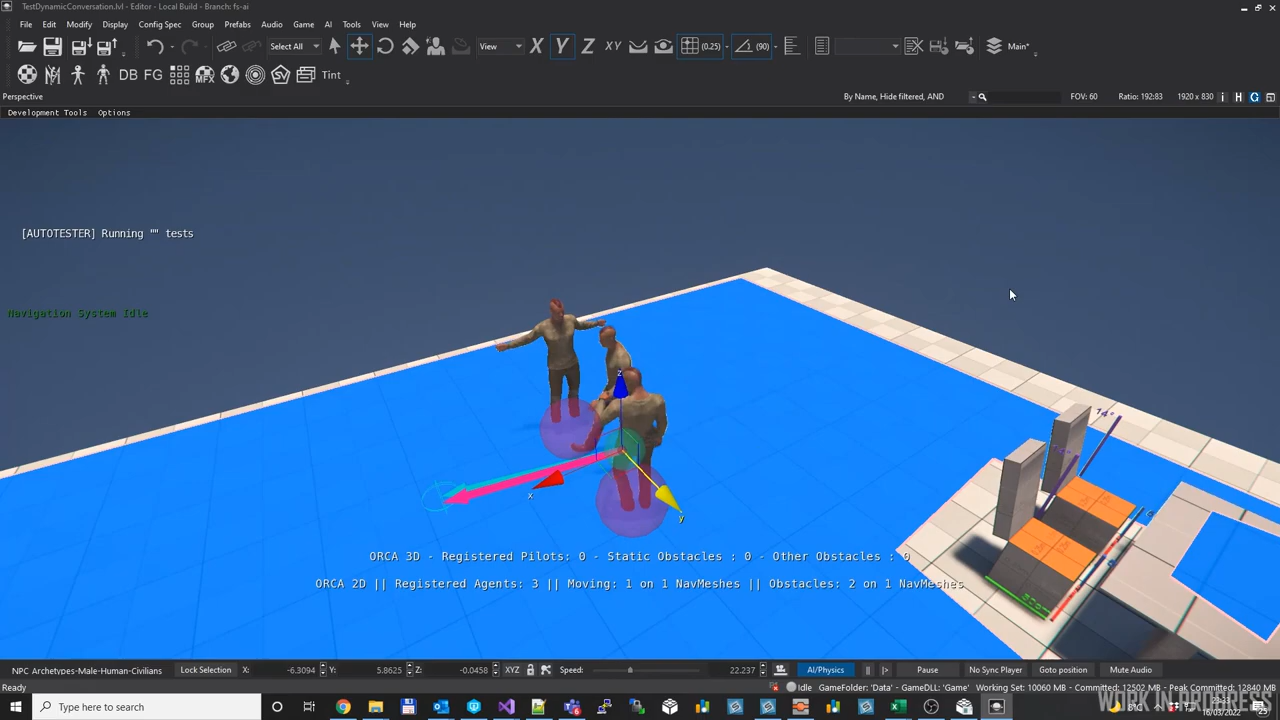 TestDynamicConversation.lvl - Editor - Local Build - Branch: fs-ai
File Edit Modify Display Config Spec Group Prefabs Audio Game AI Tools View Help
Select All View X Y Z XY (0.25) (90) Main*
DB FG MFX SV Tint
Perspective By Name, Hide filtered, AND FOV: 60 Ratio: 192:83 1920 x 830 i H G
Development Tools Options
[AUTOTESTER] Running "" tests
Navigation System Idle
z
x
y
ORCA 3D - Registered Pilots: 0 - Static Obstacles : 0 - Other Obstacles : 0
ORCA 2D || Registered Agents: 3 || Moving: 1 on 1 NavMeshes || Obstacles: 2 on 1 NavMeshes
NPC Archetypes-Male-Human-Civilians Lock Selection X: -6.3094 Y: 5.8625 Z: -0.0458 XYZ Speed: 22.237 AI/Physics Pause No Sync Player Goto position Mute Audio
Ready Idle GameFolder: 'Data' - GameDLL: 'Game' Working Set: 10060 MB - Committed: 12502 MB - Peak Committed: 12840 MB
WORK IN PROGRESS
Type here to search 8°C
16/03/2022